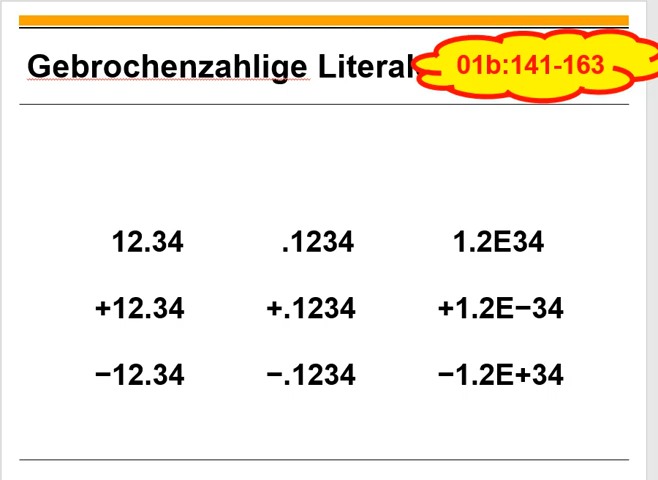 Gebrochenzahlige Literal
01b:141-163
12.34 .1234 1.2E34
+12.34 +.1234 +1.2E−34
−12.34 −.1234 −1.2E+34